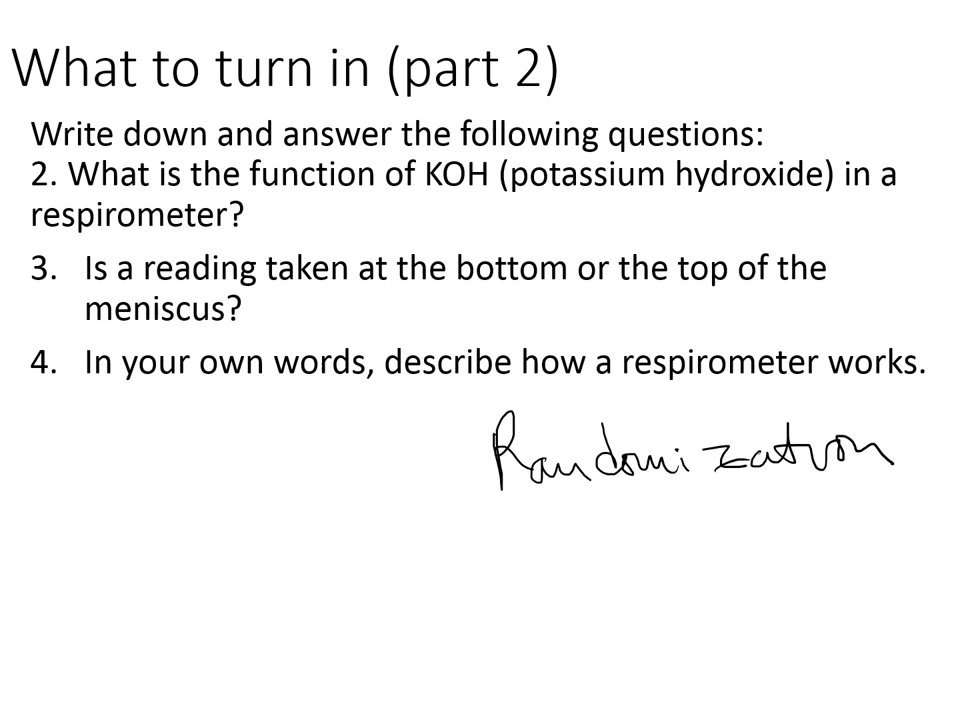 What to turn in (part 2)
Write down and answer the following questions:
2. What is the function of KOH (potassium hydroxide) in a
respirometer?
3. Is a reading taken at the bottom or the top of the
meniscus?
4. In your own words, describe how a respirometer works.
Randomization